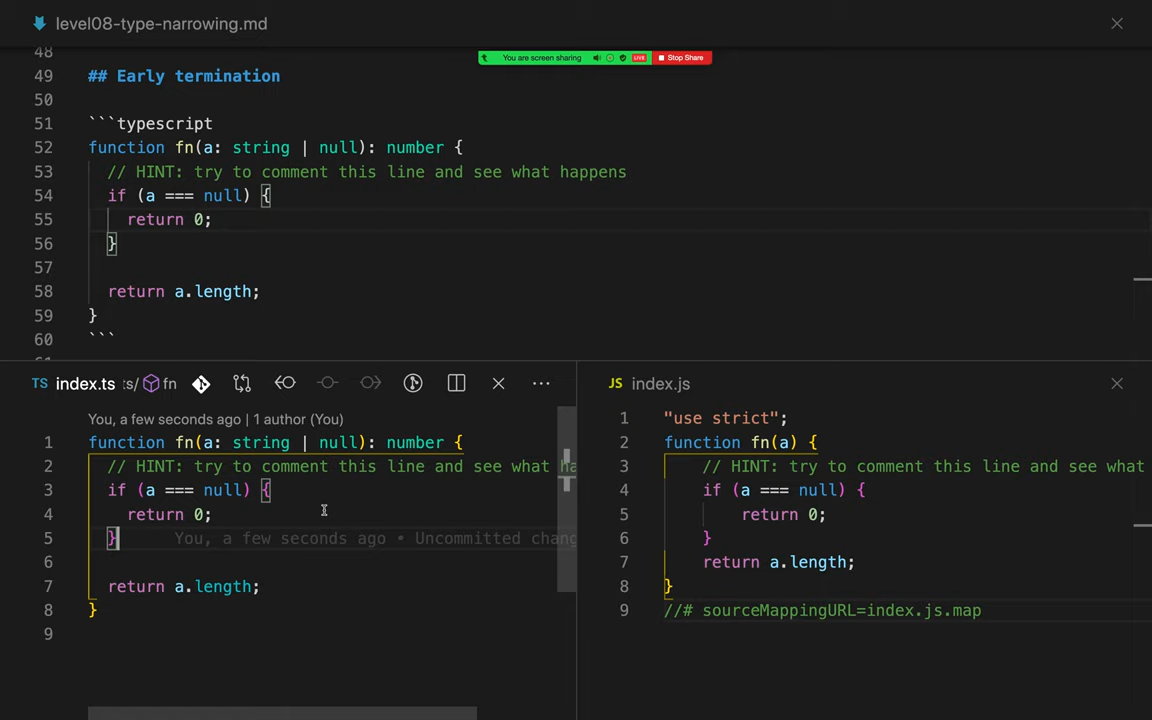 level08-type-narrowing.md
48
You are screen sharing LIVE Stop Share
49 ## Early termination
50
51 ```typescript
52 function fn(a: string | null): number {
53 // HINT: try to comment this line and see what happens
54 if (a === null) {
55 return 0;
56 }
57
58 return a.length;
59 }
60 ```
TS index.ts ts/ fn
You, a few seconds ago | 1 author (You)
1 function fn(a: string | null): number {
2 // HINT: try to comment this line and see what ha
3 if (a === null) {
4 return 0;
5 } You, a few seconds ago • Uncommitted chang
6
7 return a.length;
8 }
9
JS index.js
1 "use strict";
2 function fn(a) {
3 // HINT: try to comment this line and see what
4 if (a === null) {
5 return 0;
6 }
7 return a.length;
8 }
9 //# sourceMappingURL=index.js.map